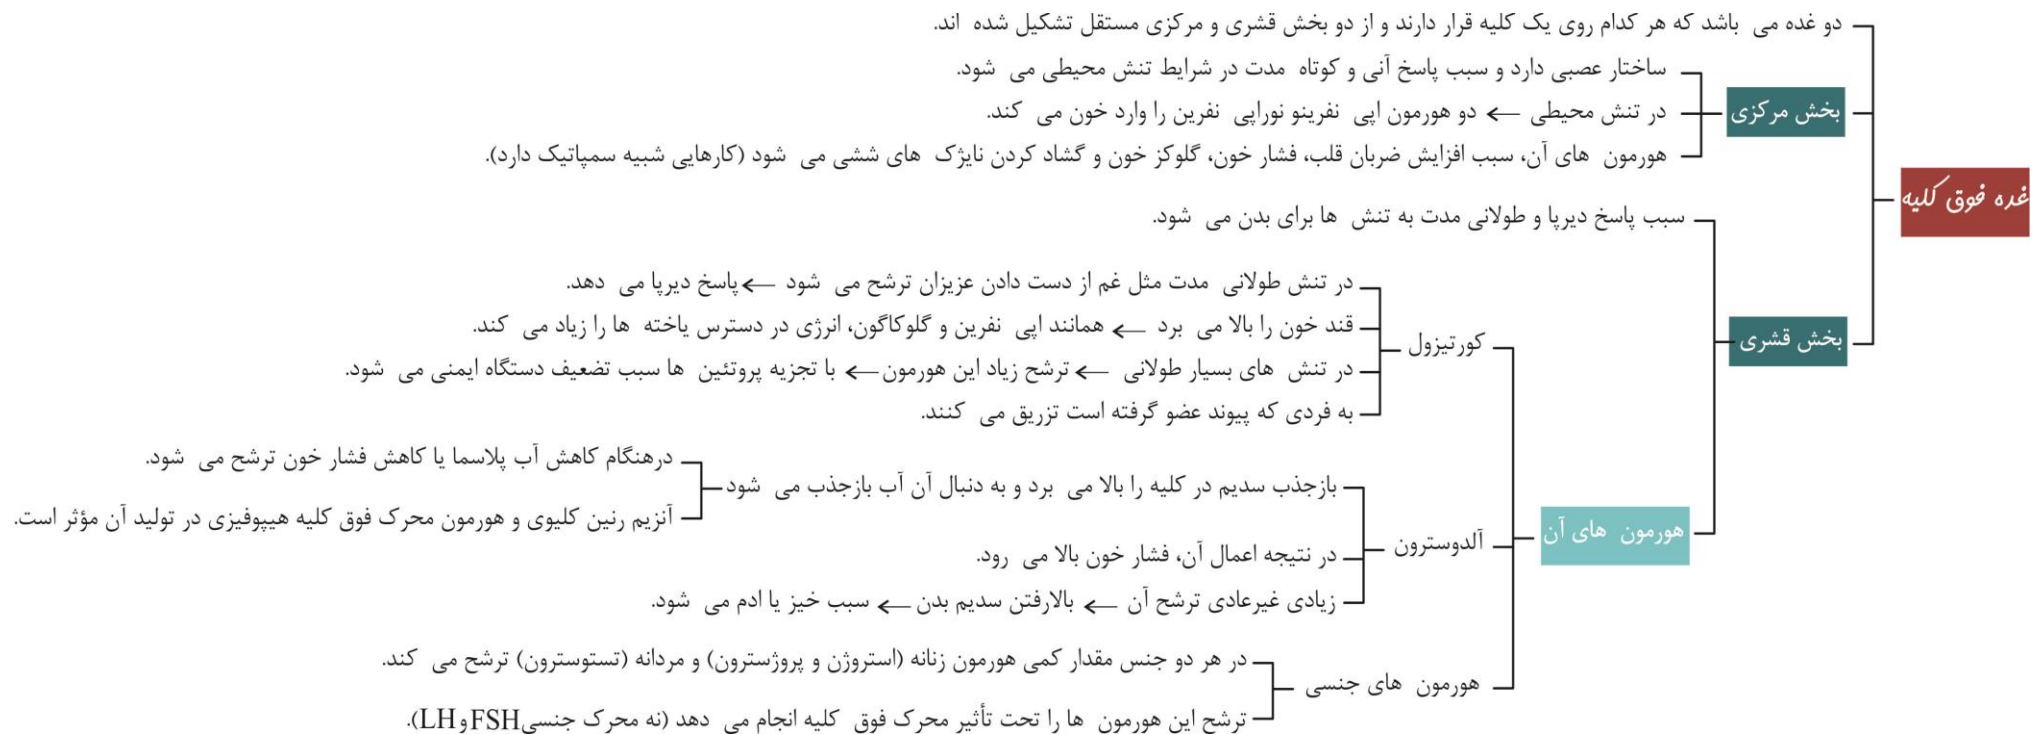 غده فوق کلیه
دو غده می باشد که هر کدام روی یک کلیه قرار دارند و از دو بخش قشری و مرکزی مستقل تشکیل شده اند.
بخش مرکزی
ساختار عصبی دارد و سبب پاسخ آنی و کوتاه مدت در شرایط تنش محیطی می شود.
در تنش محیطی ← دو هورمون اپی نفرینو نوراپی نفرین را وارد خون می کند.
هورمون های آن، سبب افزایش ضربان قلب، فشار خون، گلوکز خون و گشاد کردن نایژک های ششی می شود (کارهایی شبیه سمپاتیک دارد).
بخش قشری
سبب پاسخ دیرپا و طولانی مدت به تنش ها برای بدن می شود.
هورمون های آن
کورتیزول
در تنش طولانی مدت مثل غم از دست دادن عزیزان ترشح می شود ← پاسخ دیرپا می دهد.
قند خون را بالا می برد ← همانند اپی نفرین و گلوکاگون، انرژی در دسترس یاخته ها را زیاد می کند.
در تنش های بسیار طولانی ← ترشح زیاد این هورمون ← با تجزیه پروتئین ها سبب تضعیف دستگاه ایمنی می شود.
به فردی که پیوند عضو گرفته است تزریق می کنند.
آلدوسترون
بازجذب سدیم در کلیه را بالا می برد و به دنبال آن آب بازجذب می شود
درهنگام کاهش آب پلاسما یا کاهش فشار خون ترشح می شود.
آنزیم رنین کلیوی و هورمون محرک فوق کلیه هیپوفیزی در تولید آن مؤثر است.
در نتیجه اعمال آن، فشار خون بالا می رود.
زیادی غیرعادی ترشح آن ← بالارفتن سدیم بدن ← سبب خیز یا ادم می شود.
هورمون های جنسی
در هر دو جنس مقدار کمی هورمون زنانه (استروژن و پروژسترون) و مردانه (تستوسترون) ترشح می کند.
ترشح این هورمون ها را تحت تأثیر محرک فوق کلیه انجام می دهد (نه محرک جنسیFSHوLH).